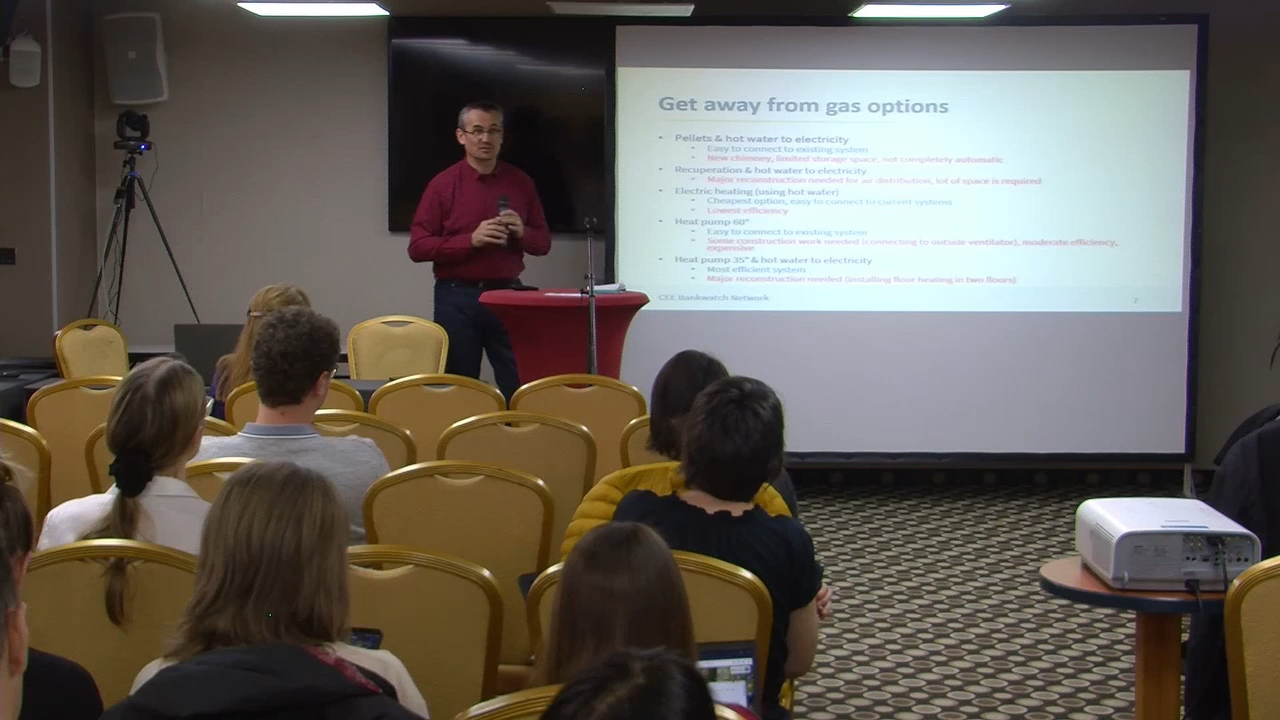 Get away from gas options
• Pellets & hot water to electricity
• Easy to connect to existing system
• New chimney, limited storage space, not completely automatic
• Recuperation & hot water to electricity
• Major reconstruction needed for air distribution, lot of space is required
• Electric heating (using hot water)
• Cheapest option, easy to connect to current systems
• Lowest efficiency
• Heat pump 60°
• Easy to connect to existing system
• Some construction work needed (connecting to outside ventilator), moderate efficiency,
expensive
• Heat pump 35° & hot water to electricity
• Most efficient system
• Major reconstruction needed (installing floor heating in two floors)
CEE Bankwatch Network
7